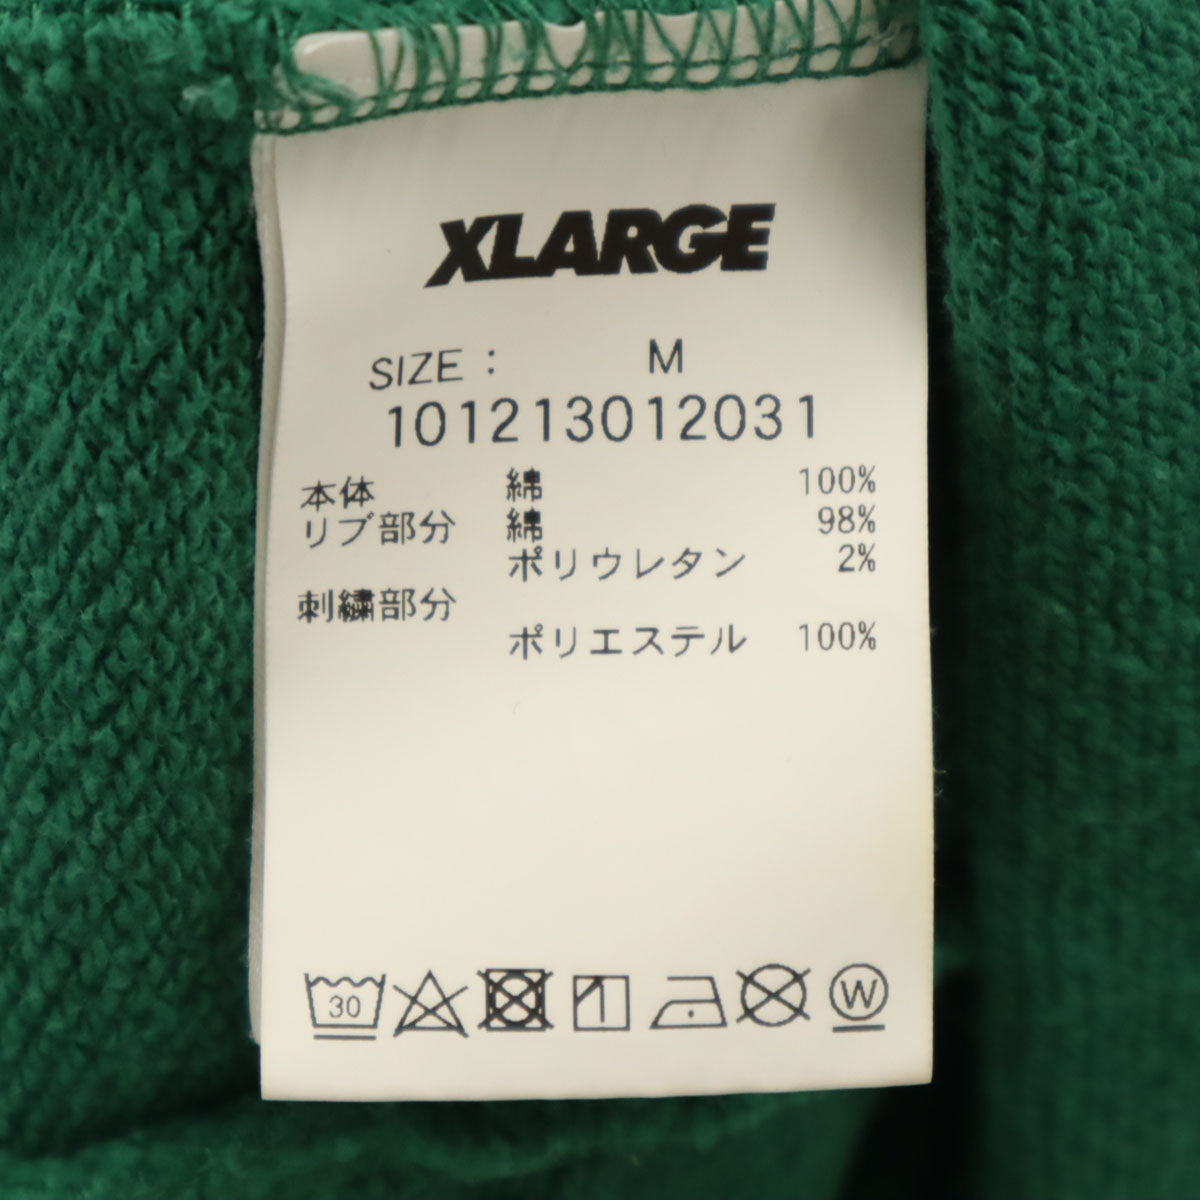 XLARGE
SIZE : M
101213012031
本体 綿 100%
リブ部分 綿 98%
ポリウレタン 2%
刺繍部分
ポリエステル 100%
30 W